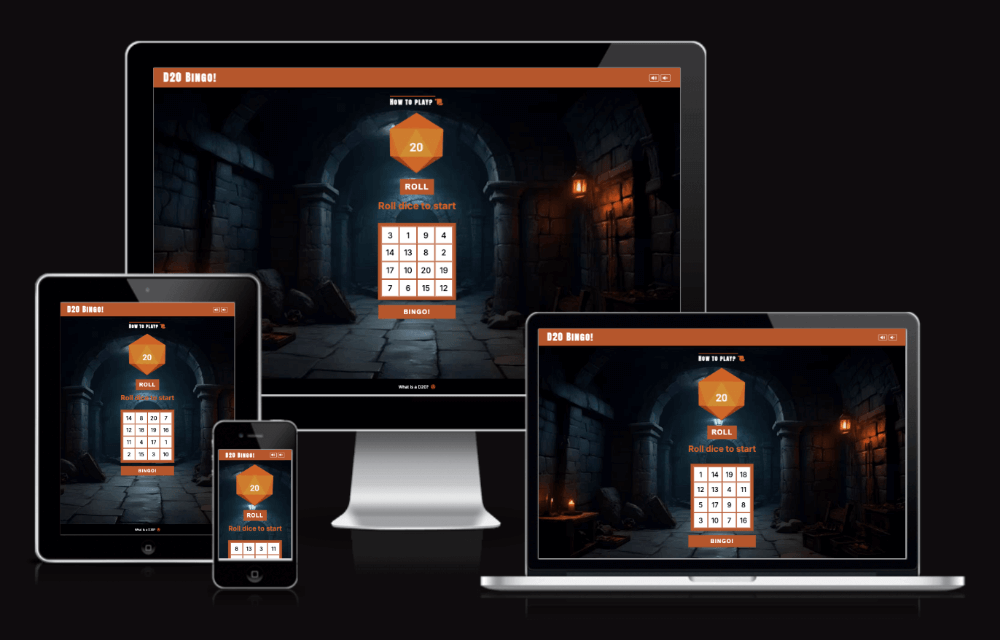 D20 Bingo!
How to play?
20
ROLL
Roll dice to start
3 1 9 4
14 13 8 2
17 10 20 19
7 6 15 12
BINGO!
What is a D20?
D20 Bingo!
How to play?
20
ROLL
Roll dice to start
14 8 20 7
12 18 19 16
11 4 17 1
2 15 3 10
BINGO!
What is a D20?
D20 Bingo!
20
ROLL
Roll dice to start
8 13 3 11
D20 Bingo!
How to play?
20
ROLL
Roll dice to start
1 14 19 18
12 13 4 11
5 17 9 8
3 10 7 16
BINGO!